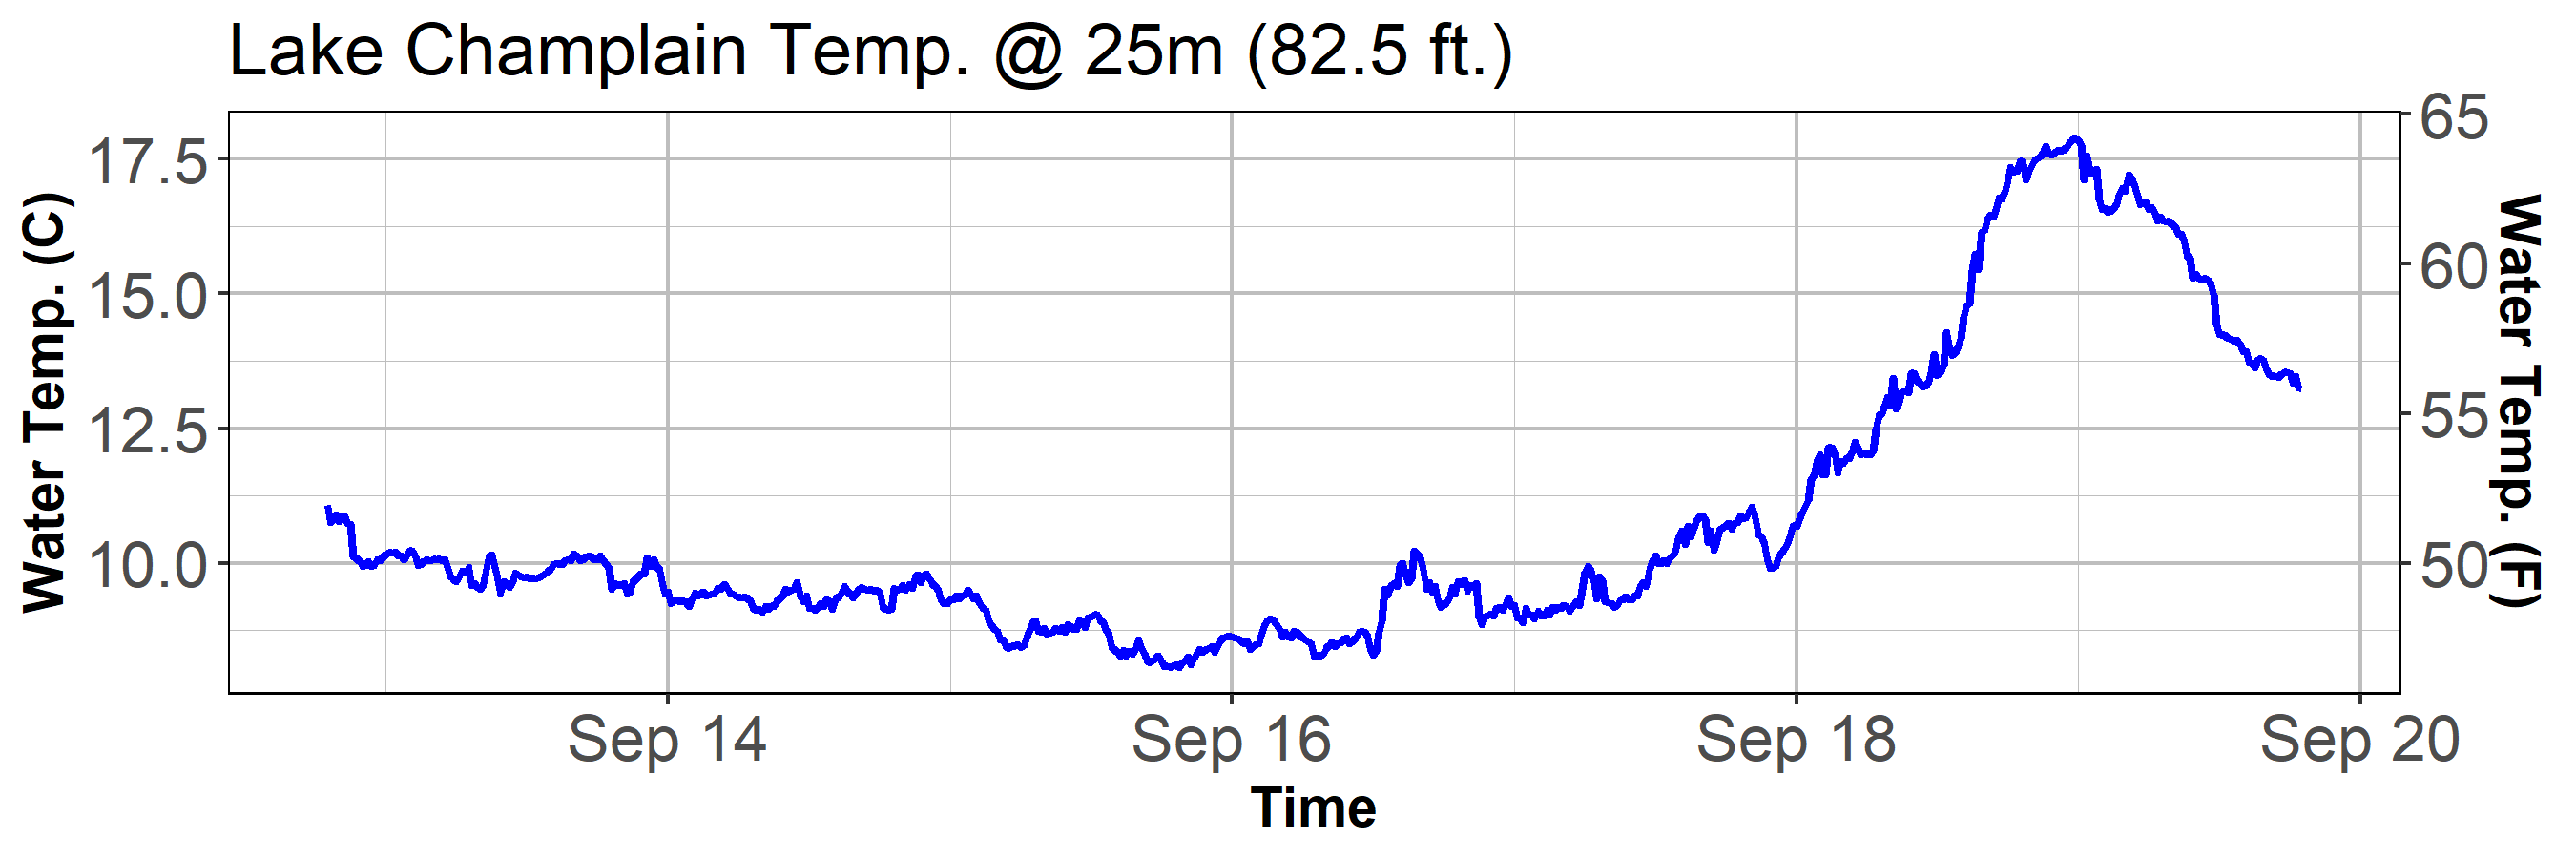 Lake Champlain Temp. @ 25m (82.5 ft.)
Water Temp. (C)
17.5
15.0
12.5
10.0
65
60
55
50
Water Temp. (F)
Sep 14 Sep 16 Sep 18 Sep 20
Time